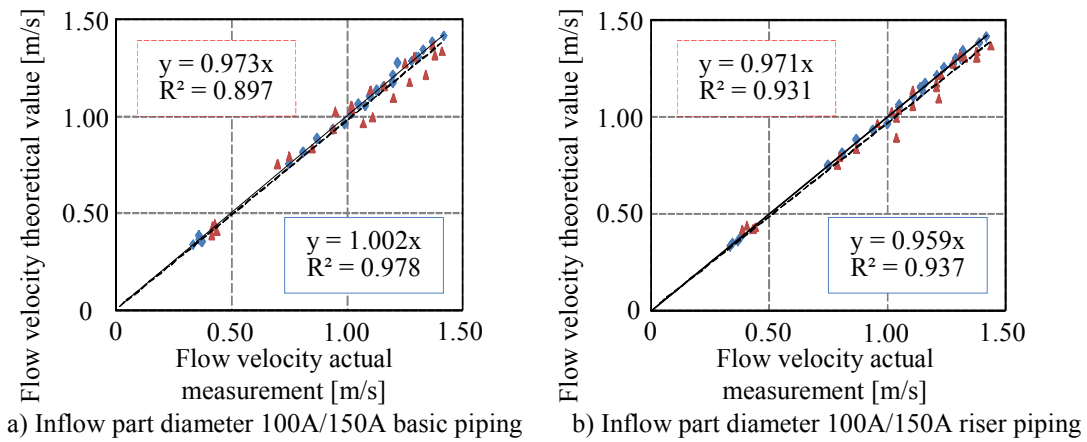 Flow velocity theoretical value [m/s]
1.50
1.00
0.50
0
y = 0.973x
R² = 0.897
y = 1.002x
R² = 0.978
0
0.50
1.00
1.50
Flow velocity actual
measurement [m/s]
a) Inflow part diameter 100A/150A basic piping
Flow velocity theoretical value [m/s]
1.50
1.00
0.50
0
y = 0.971x
R² = 0.931
y = 0.959x
R² = 0.937
0
0.50
1.00
1.50
Flow velocity actual
measurement [m/s]
b) Inflow part diameter 100A/150A riser piping